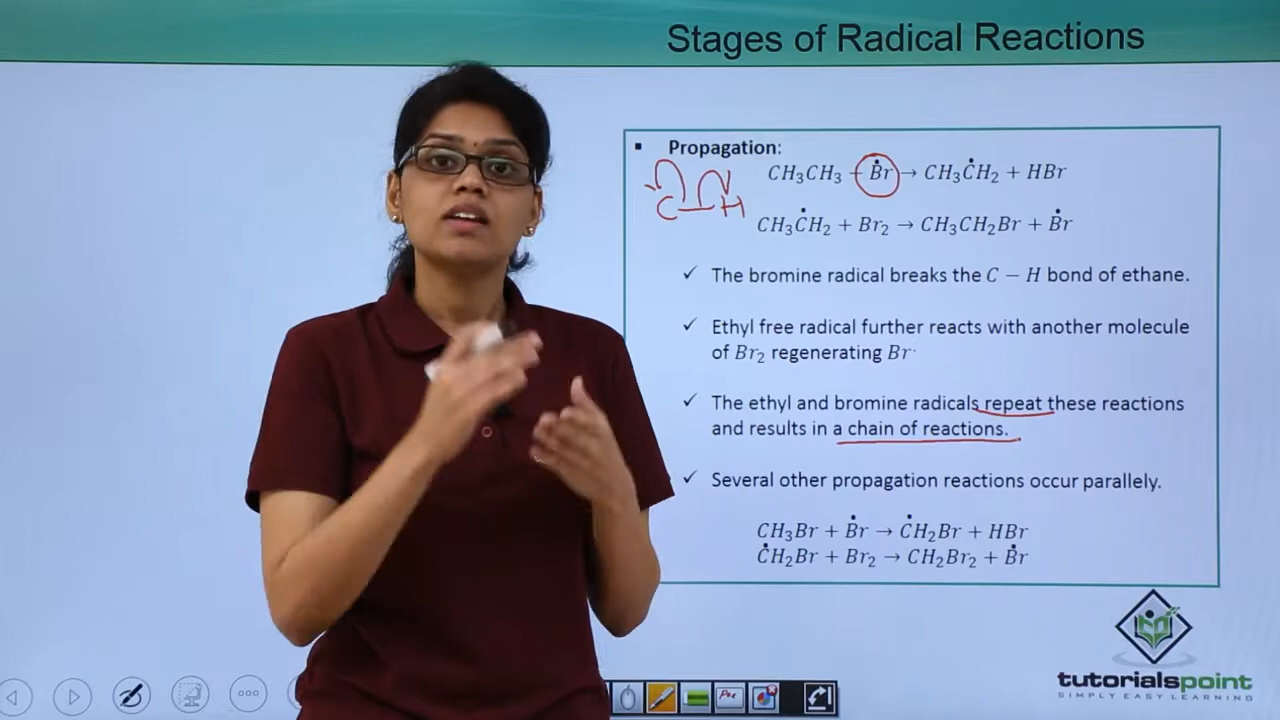 Stages of Radical Reactions
▪ Propagation:
CH₃CH₃ + Ḃr → CH₃ĊH₂ + HBr
C — H
CH₃ĊH₂ + Br₂ → CH₃CH₂Br + Ḃr
✓ The bromine radical breaks the C − H bond of ethane.
✓ Ethyl free radical further reacts with another molecule
of Br₂ regenerating Br·
✓ The ethyl and bromine radicals repeat these reactions
and results in a chain of reactions.
✓ Several other propagation reactions occur parallely.
CH₃Br + Ḃr → ĊH₂Br + HBr
ĊH₂Br + Br₂ → CH₂Br₂ + Ḃr
tutorialspoint
SIMPLY EASY LEARNING